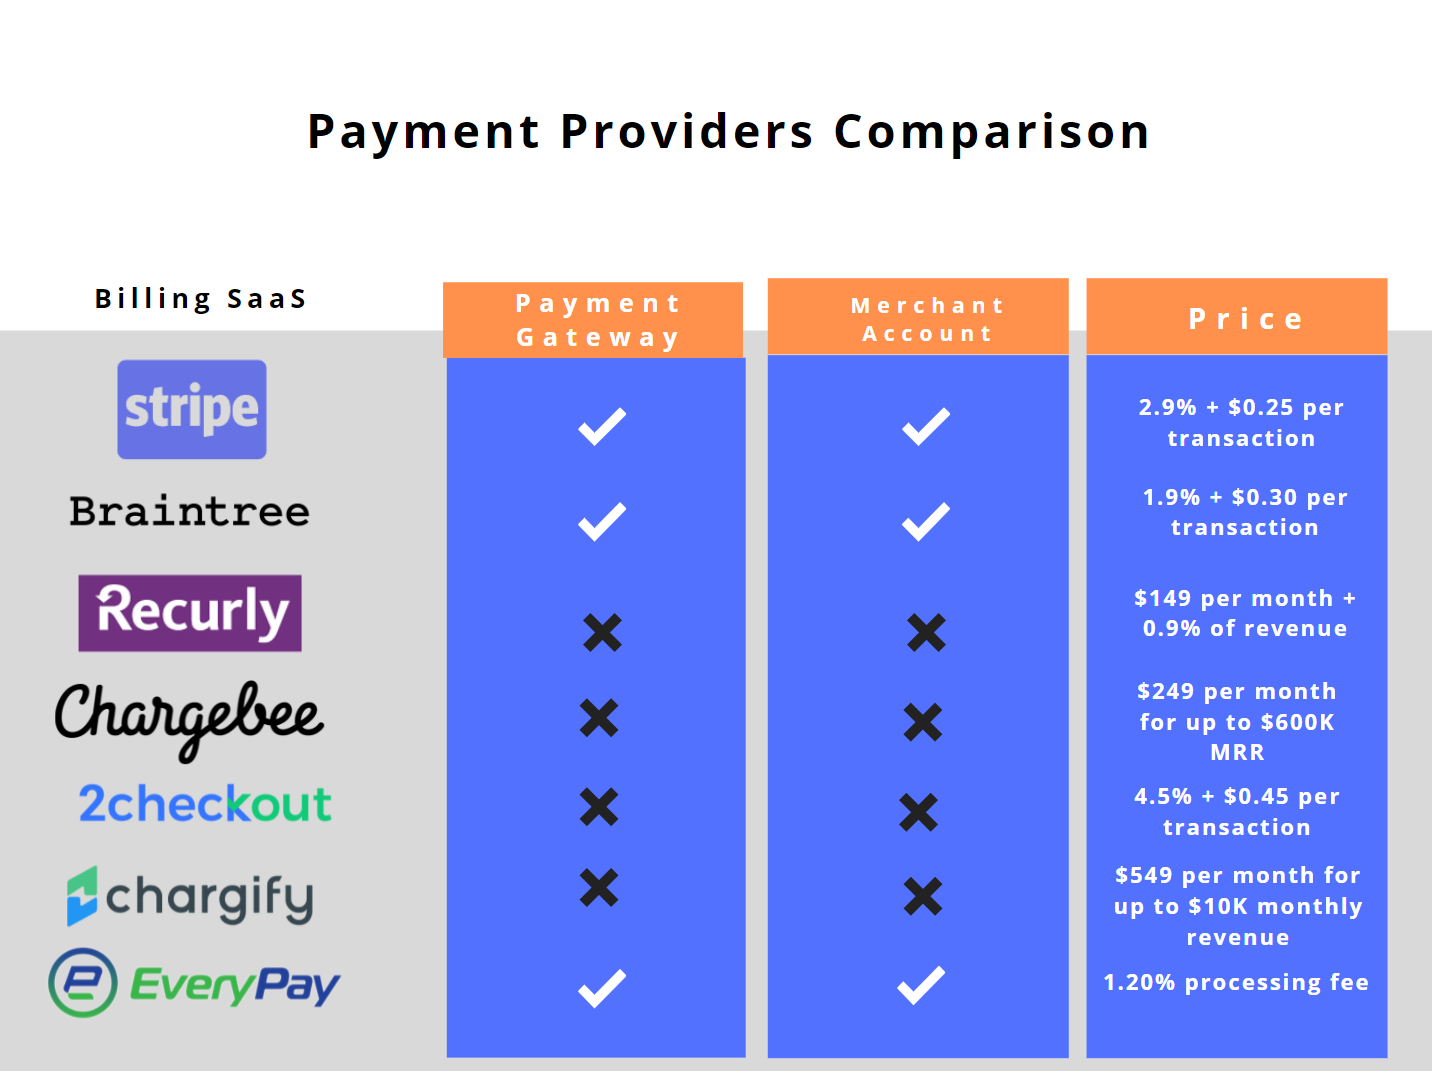 Payment Providers Comparison
Billing SaaS
Payment
Gateway
Merchant
Account
Price
stripe
2.9% + $0.25 per
transaction
Braintree
1.9% + $0.30 per
transaction
Recurly
$149 per month +
0.9% of revenue
Chargebee
$249 per month
for up to $600K
MRR
2checkout
4.5% + $0.45 per
transaction
chargify
$549 per month for
up to $10K monthly
revenue
EveryPay
1.20% processing fee